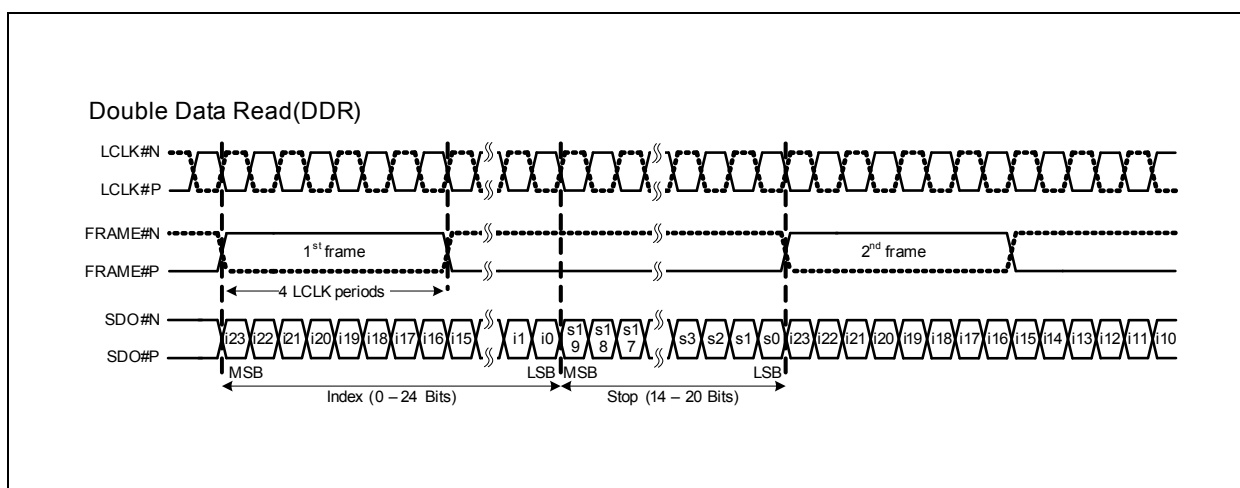 Double Data Read(DDR)
LCLK#N
LCLK#P
FRAME#N
1st frame
2nd frame
FRAME#P
4 LCLK periods
SDO#N
i23 i22 i21 i20 i19 i18 i17 i16 i15 i1 i0 s19 s18 s17 s3 s2 s1 s0 i23 i22 i21 i20 i19 i18 i17 i16 i15 i14 i13 i12 i11 i10
SDO#P
MSB LSB MSB LSB
Index (0 – 24 Bits) Stop (14 – 20 Bits)